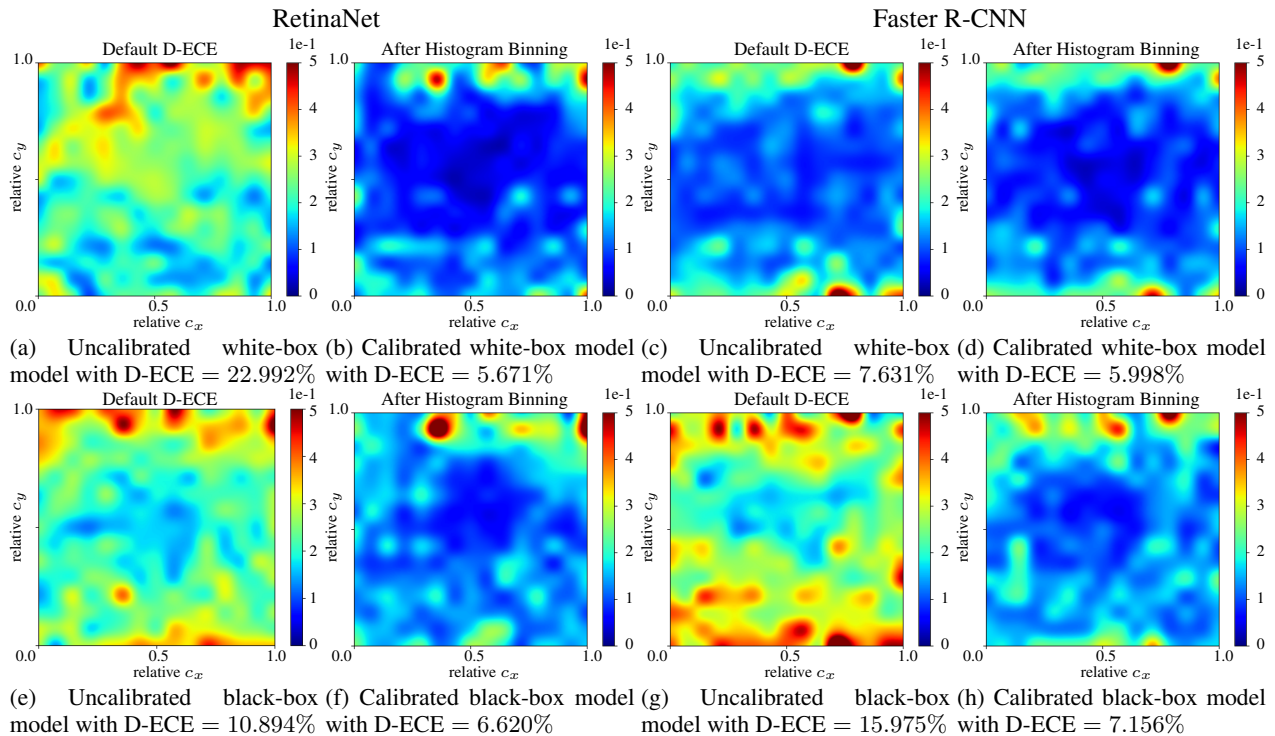 RetinaNet Faster R-CNN
Default D-ECE After Histogram Binning Default D-ECE After Histogram Binning
1e-1 1e-1 1e-1 1e-1
1.0 5 1.0 5 1.0 5 1.0 5
4 4 4 4
3 3 3 3
relative c_y relative c_y relative c_y relative c_y
2 2 2 2
1 1 1 1
0 0 0 0
0.0 0.5 1.0 0.0 0.5 1.0 0.0 0.5 1.0 0.0 0.5 1.0
relative c_x relative c_x relative c_x relative c_x
(a) Uncalibrated white-box (b) Calibrated white-box model (c) Uncalibrated white-box (d) Calibrated white-box model
model with D-ECE = 22.992% with D-ECE = 5.671% model with D-ECE = 7.631% with D-ECE = 5.998%
Default D-ECE After Histogram Binning Default D-ECE After Histogram Binning
1e-1 1e-1 1e-1 1e-1
1.0 5 1.0 5 1.0 5 1.0 5
4 4 4 4
3 3 3 3
relative c_y relative c_y relative c_y relative c_y
2 2 2 2
1 1 1 1
0 0 0 0
0.0 0.5 1.0 0.0 0.5 1.0 0.0 0.5 1.0 0.0 0.5 1.0
relative c_x relative c_x relative c_x relative c_x
(e) Uncalibrated black-box (f) Calibrated black-box model (g) Uncalibrated black-box (h) Calibrated black-box model
model with D-ECE = 10.894% with D-ECE = 6.620% model with D-ECE = 15.975% with D-ECE = 7.156%